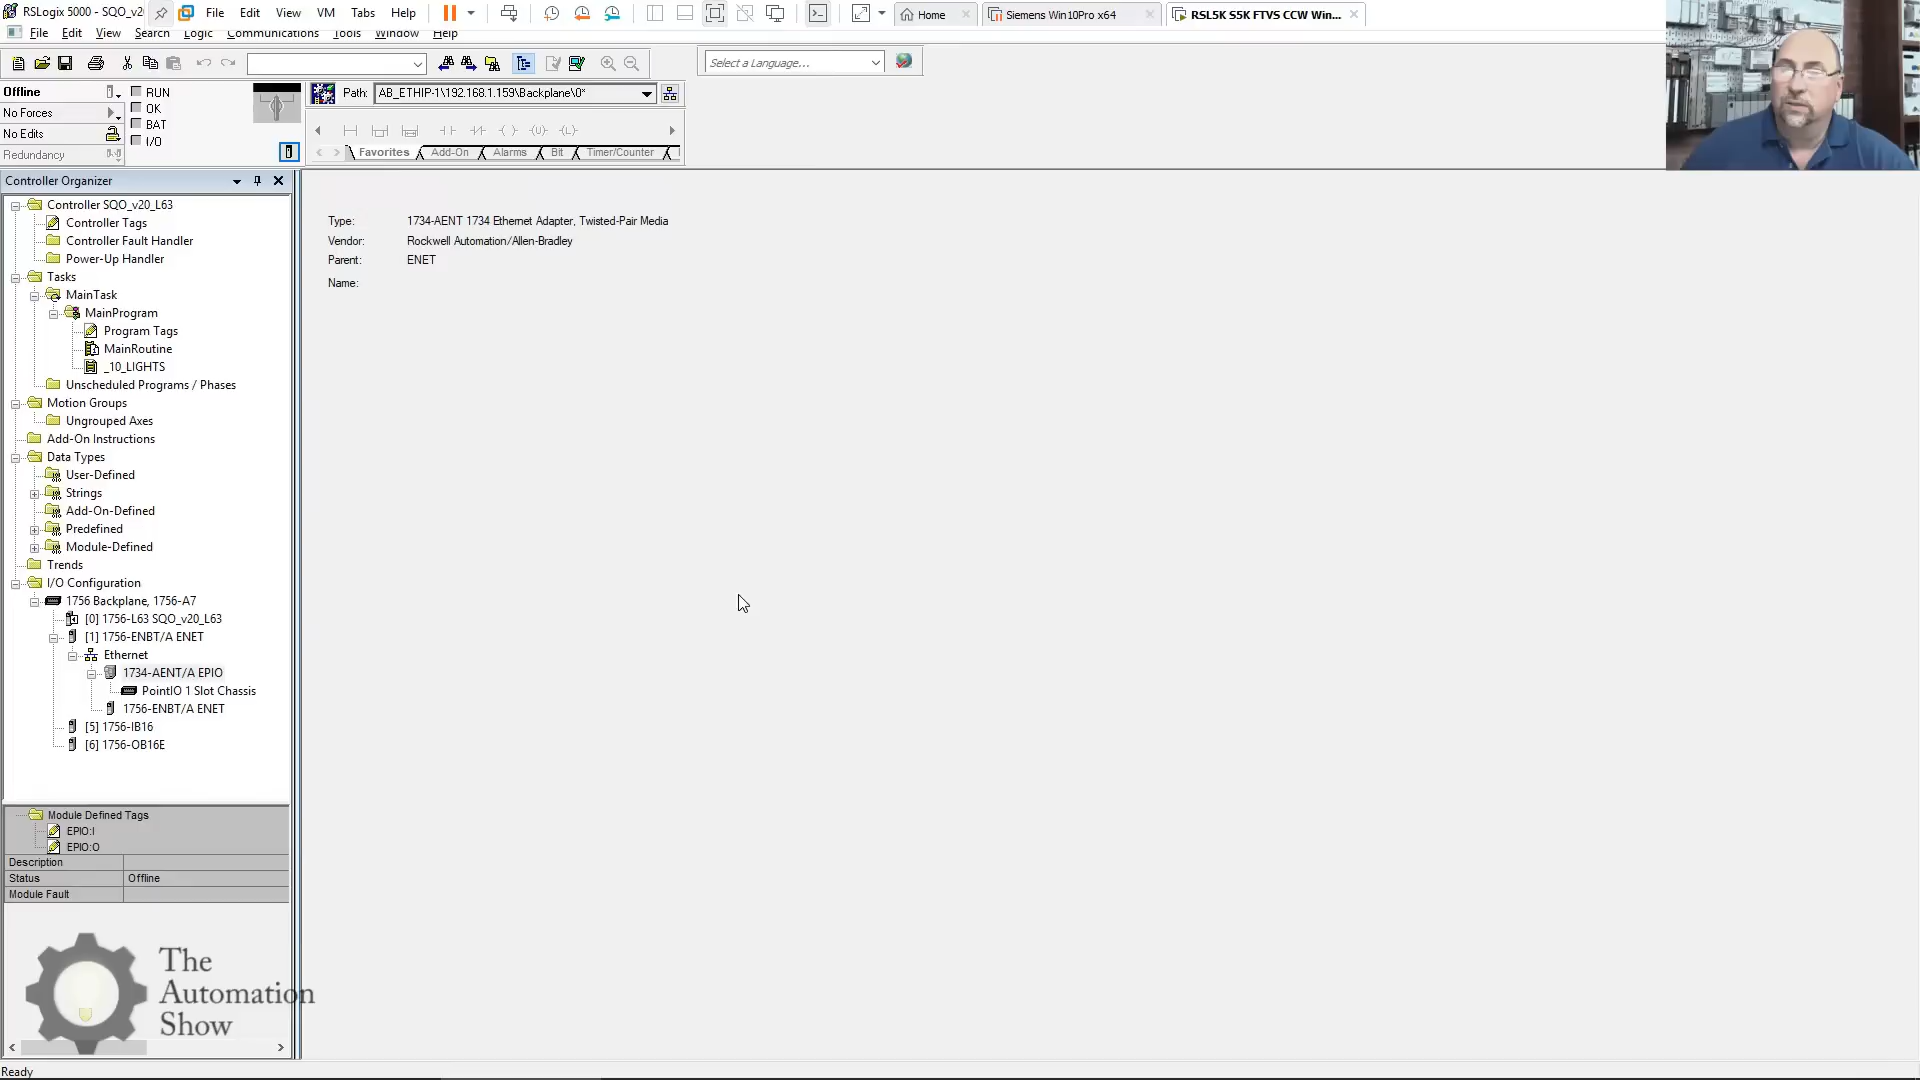 RSLogix 5000 - SQO_v2
File Edit View VM Tabs Help
Home
Siemens Win10Pro x64
RSL5K S5K FTVS CCW Win...
File Edit View Search Logic Communications Tools Window Help
Select a Language...
Offline
RUN
No Forces
OK
No Edits
BAT
Redundancy
I/O
Path: AB_ETHIP-1\192.168.1.159\Backplane\0*
Favorites Add-On Alarms Bit Timer/Counter
Controller Organizer
Controller SQO_v20_L63
Controller Tags
Controller Fault Handler
Power-Up Handler
Tasks
MainTask
MainProgram
Program Tags
MainRoutine
_10_LIGHTS
Unscheduled Programs / Phases
Motion Groups
Ungrouped Axes
Add-On Instructions
Data Types
User-Defined
Strings
Add-On-Defined
Predefined
Module-Defined
Trends
I/O Configuration
1756 Backplane, 1756-A7
[0] 1756-L63 SQO_v20_L63
[1] 1756-ENBT/A ENET
Ethernet
1734-AENT/A EPIO
PointIO 1 Slot Chassis
1756-ENBT/A ENET
[5] 1756-IB16
[6] 1756-OB16E
Module Defined Tags
EPIO:I
EPIO:O
Description
Status Offline
Module Fault
The
Automation
Show
Ready
Type: 1734-AENT 1734 Ethernet Adapter, Twisted-Pair Media
Vendor: Rockwell Automation/Allen-Bradley
Parent: ENET
Name: